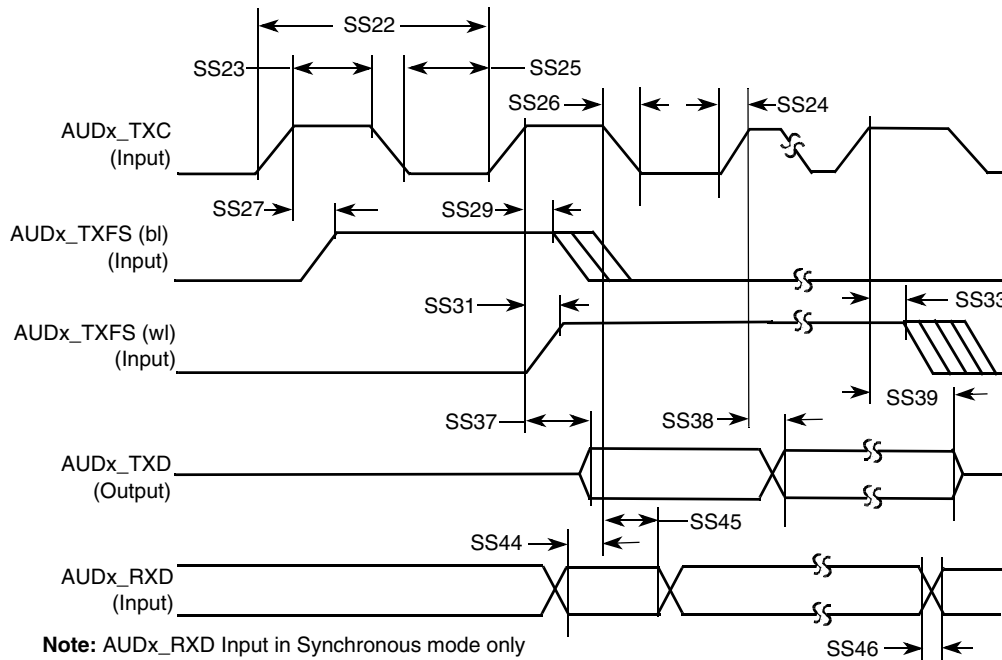 SS22
SS23
SS25
SS26
SS24
AUDx_TXC
(Input)
SS27
SS29
AUDx_TXFS (bl)
(Input)
SS31
SS33
AUDx_TXFS (wl)
(Input)
SS39
SS37
SS38
AUDx_TXD
(Output)
SS45
SS44
AUDx_RXD
(Input)
Note: AUDx_RXD Input in Synchronous mode only
SS46